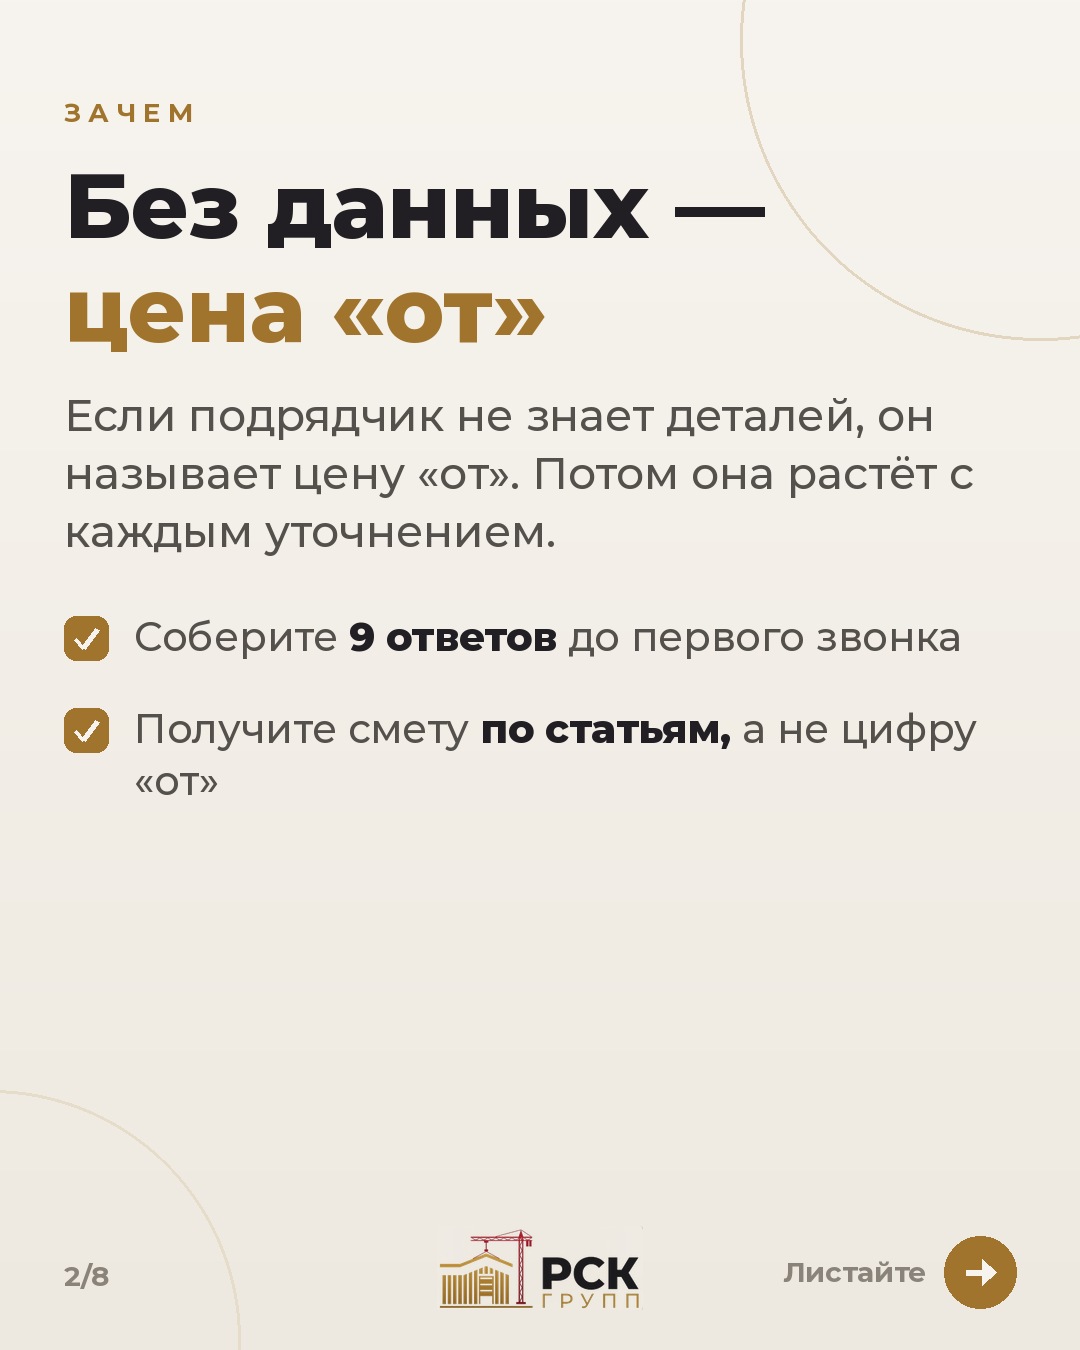 ЗАЧЕМ
Без данных —
цена «от»
Если подрядчик не знает деталей, он
называет цену «от». Потом она растёт с
каждым уточнением.
Соберите 9 ответов до первого звонка
Получите смету по статьям, а не цифру
«от»
2/8
РСК
ГРУПП
Листайте